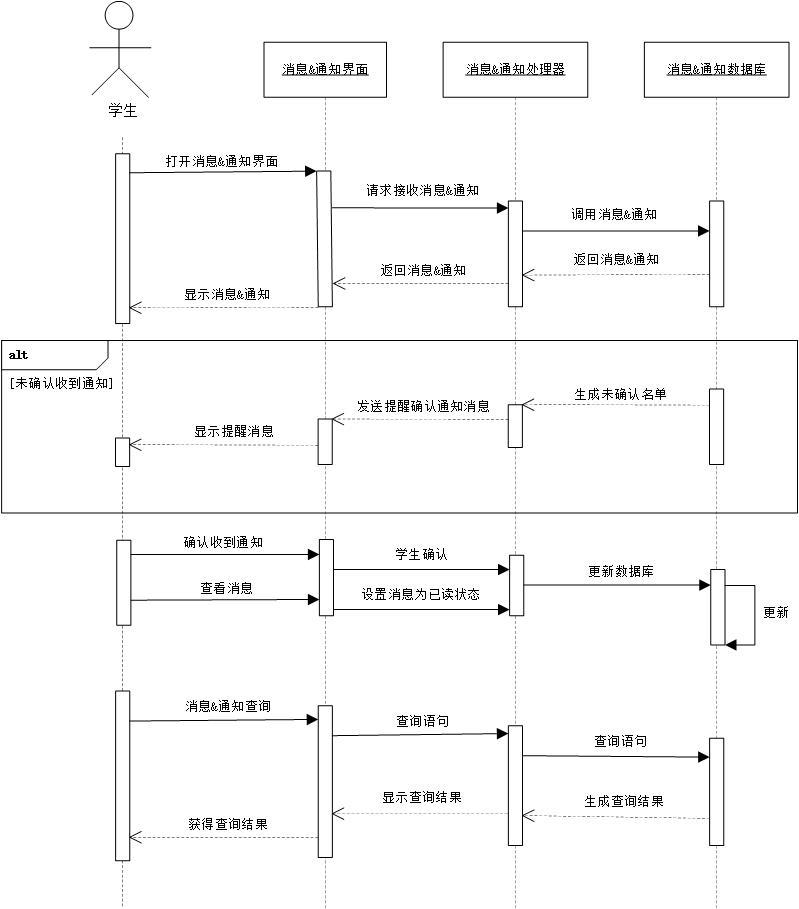 学生
消息&通知界面
消息&通知处理器
消息&通知数据库
打开消息&通知界面
请求接收消息&通知
调用消息&通知
返回消息&通知
返回消息&通知
显示消息&通知
alt
[未确认收到通知]
生成未确认名单
发送提醒确认通知消息
显示提醒消息
确认收到通知
学生确认
更新数据库
查看消息
设置消息为已读状态
更新
消息&通知查询
查询语句
查询语句
显示查询结果
生成查询结果
获得查询结果